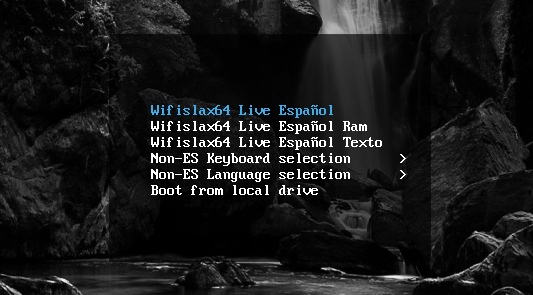 Wifislax64 Live Español
Wifislax64 Live Español Ram
Wifislax64 Live Español Texto
Non-ES Keyboard selection >
Non-ES Language selection >
Boot from local drive